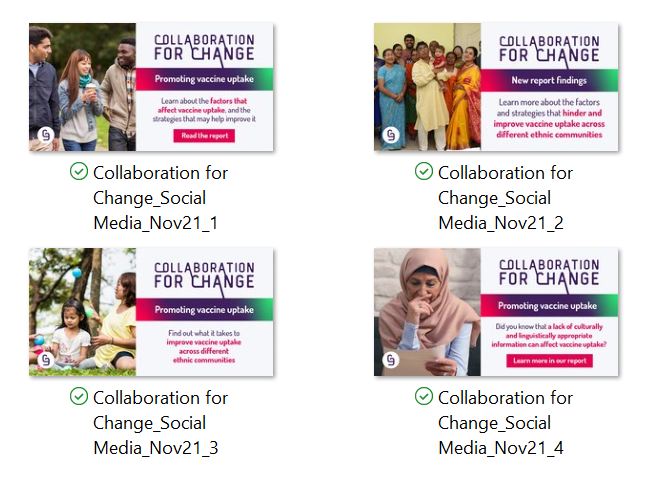 COLLABORATION
FOR CHANGE
Promoting vaccine uptake
Learn about the factors that
affect vaccine uptake, and the
strategies that may help improve it
Read the report
Collaboration for
Change_Social
Media_Nov21_1
COLLABORATION
FOR CHANGE
New report findings
Learn more about the factors
and strategies that hinder and
improve vaccine uptake across
different ethnic communities
Collaboration for
Change_Social
Media_Nov21_2
COLLABORATION
FOR CHANGE
Promoting vaccine uptake
Find out what it takes to
improve vaccine uptake
across different
ethnic communities
Collaboration for
Change_Social
Media_Nov21_3
COLLABORATION
FOR CHANGE
Promoting vaccine uptake
Did you know that a lack of culturally
and linguistically appropriate
information can affect vaccine uptake?
Learn more in our report
Collaboration for
Change_Social
Media_Nov21_4